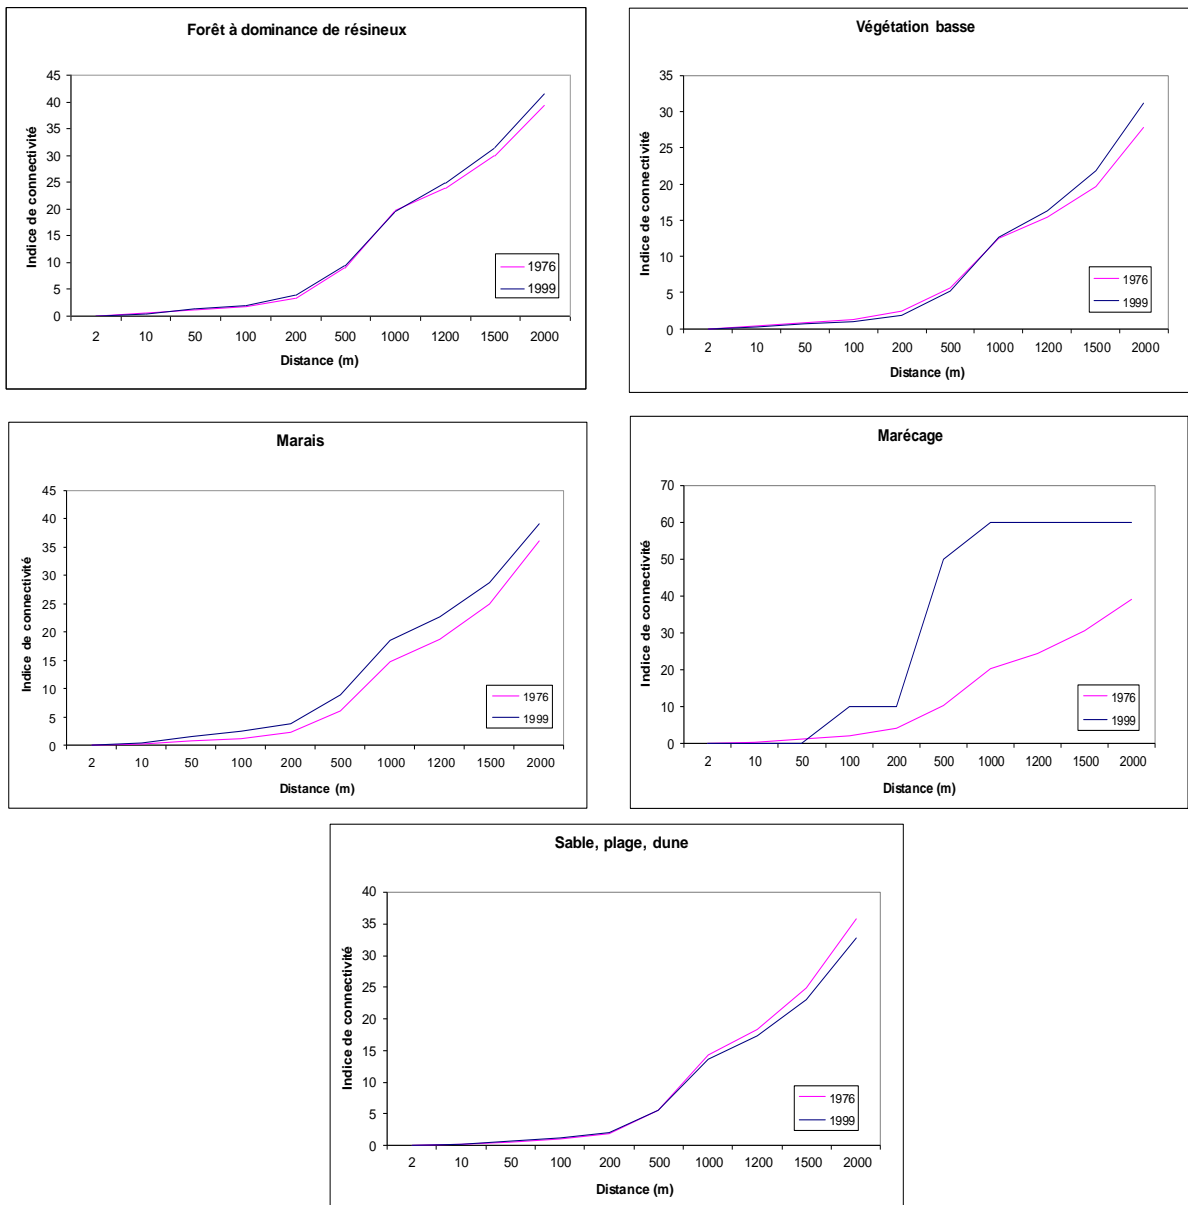 Forêt à dominance de résineux
Indice de connectivité
45
40
35
30
25
20
15
10
5
0
1976
1999
2 10 50 100 200 500 1000 1200 1500 2000
Distance (m)
Végétation basse
Indice de connectivité
35
30
25
20
15
10
5
0
1976
1999
2 10 50 100 200 500 1000 1200 1500 2000
Distance (m)
Marais
Indice de connectivité
45
40
35
30
25
20
15
10
5
0
1976
1999
2 10 50 100 200 500 1000 1200 1500 2000
Distance (m)
Marécage
Indice de connectivité
70
60
50
40
30
20
10
0
1976
1999
2 10 50 100 200 500 1000 1200 1500 2000
Distance (m)
Sable, plage, dune
Indice de connectivité
40
35
30
25
20
15
10
5
0
1976
1999
2 10 50 100 200 500 1000 1200 1500 2000
Distance (m)